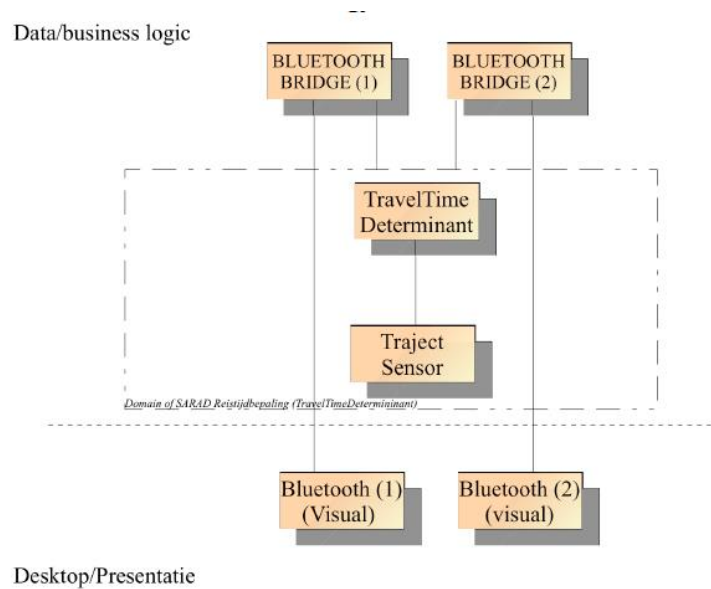 Data/business logic
BLUETOOTH
BRIDGE (1)
BLUETOOTH
BRIDGE (2)
TravelTime
Determinant
Traject
Sensor
Domain of SARAD Reistijdbepaling (TravelTimeDetermininant)
Bluetooth (1)
(Visual)
Bluetooth (2)
(visual)
Desktop/Presentatie